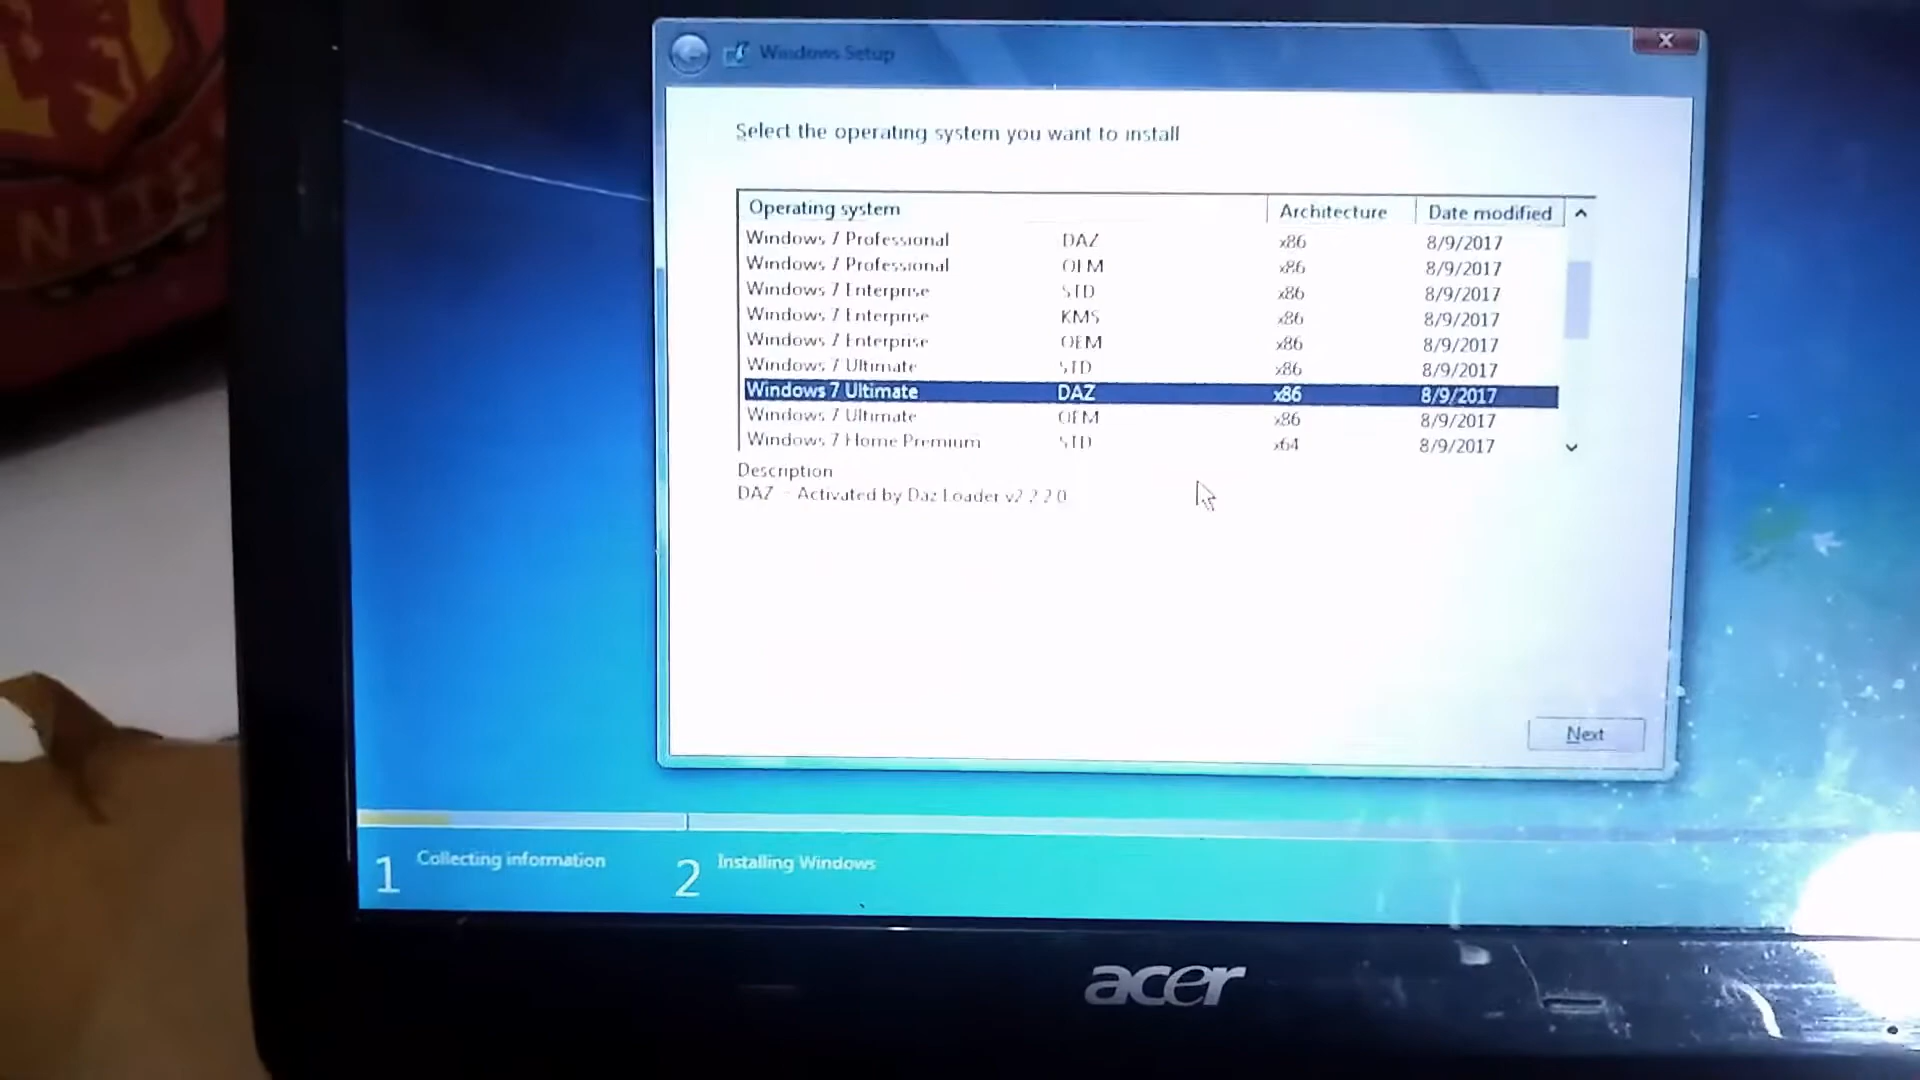 NITE
Windows Setup
Select the operating system you want to install
Operating system Architecture Date modified
Windows 7 Professional DAZ x86 8/9/2017
Windows 7 Professional OEM x86 8/9/2017
Windows 7 Enterprise STD x86 8/9/2017
Windows 7 Enterprise KMS x86 8/9/2017
Windows 7 Enterprise OEM x86 8/9/2017
Windows 7 Ultimate STD x86 8/9/2017
Windows 7 Ultimate DAZ x86 8/9/2017
Windows 7 Ultimate OEM x86 8/9/2017
Windows 7 Home Premium STD x64 8/9/2017
Description
DAZ - Activated by Daz Loader v2.2.2.0
Next
1 Collecting information 2 Installing Windows
acer